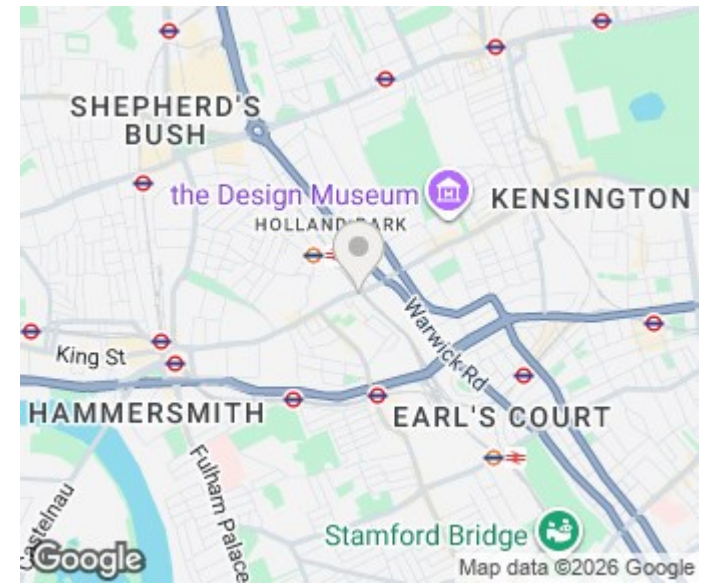 SHEPHERD'S
BUSH
the Design Museum
KENSINGTON
HOLLAND PARK
Warwick Rd
King St
HAMMERSMITH
EARL'S COURT
Fulham Palace
Stamford Bridge
Google
Map data ©2026 Google